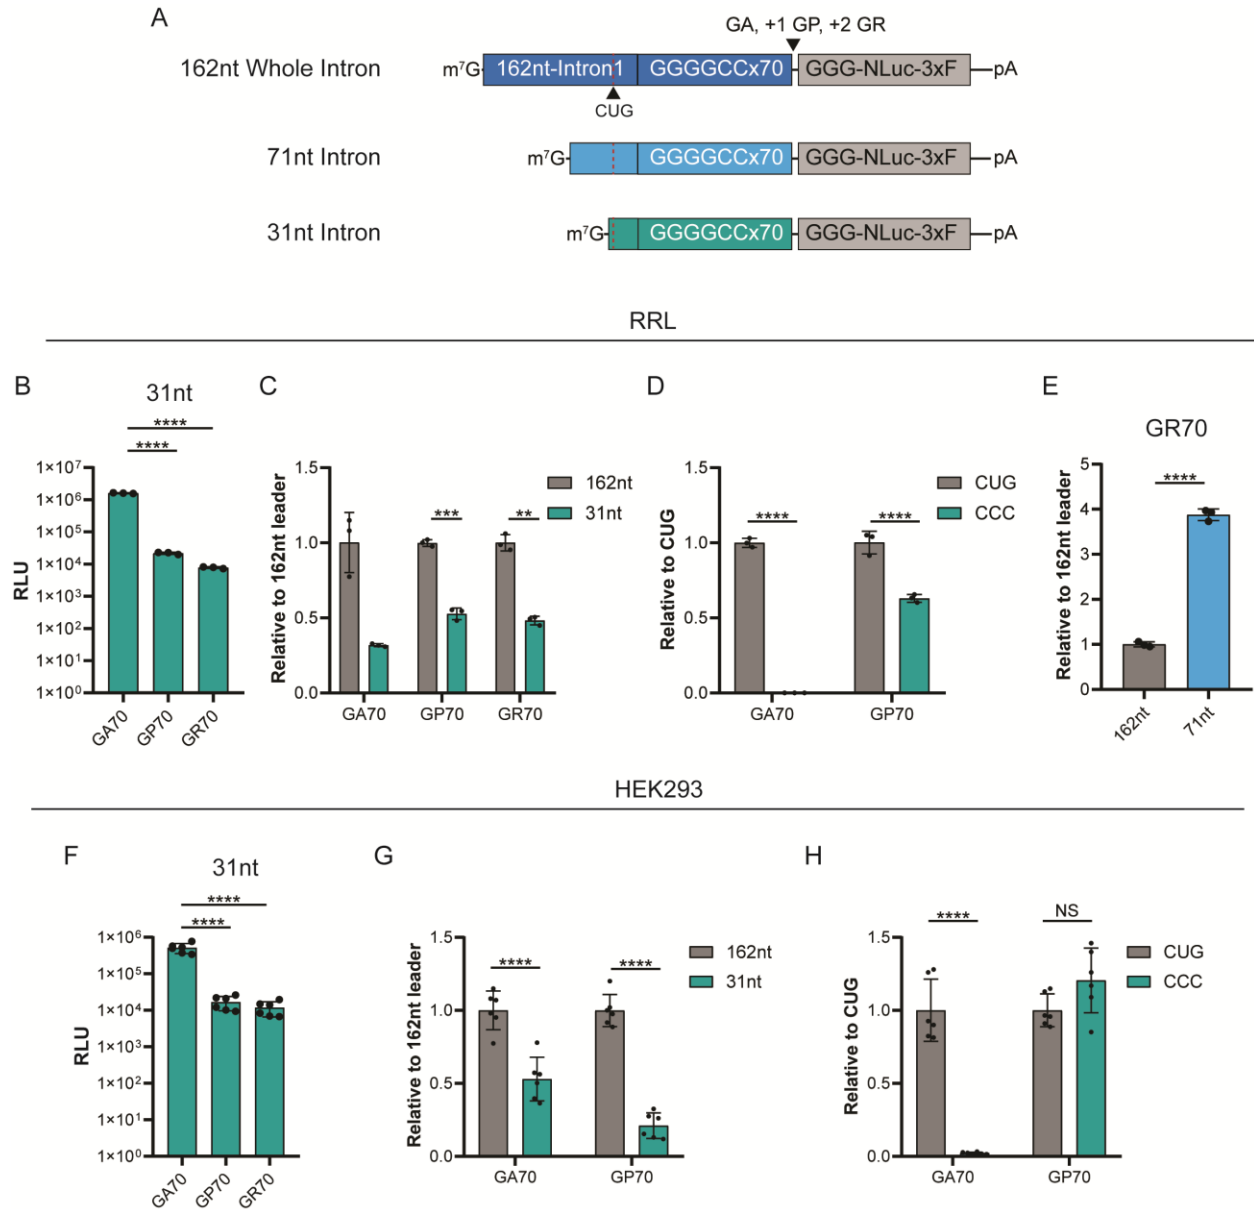 A
GA, +1 GP, +2 GR
162nt Whole Intron
m⁷G
162nt-Intron1
GGGGCCx70
GGG-NLuc-3xF
pA
CUG
71nt Intron
m⁷G
GGGGCCx70
GGG-NLuc-3xF
pA
31nt Intron
m⁷G
GGGGCCx70
GGG-NLuc-3xF
pA
RRL
B
31nt
****
****
RLU
1×10⁷
1×10⁶
1×10⁵
1×10⁴
1×10³
1×10²
1×10¹
1×10⁰
GA70
GP70
GR70
C
Relative to 162nt leader
1.5
1.0
0.5
0.0
***
**
162nt
31nt
GA70
GP70
GR70
D
Relative to CUG
1.5
1.0
0.5
0.0
****
****
CUG
CCC
GA70
GP70
E
GR70
****
Relative to 162nt leader
5
4
3
2
1
0
162nt
71nt
HEK293
F
31nt
****
****
RLU
1×10⁶
1×10⁵
1×10⁴
1×10³
1×10²
1×10¹
1×10⁰
GA70
GP70
GR70
G
Relative to 162nt leader
1.5
1.0
0.5
0.0
****
****
162nt
31nt
GA70
GP70
H
Relative to CUG
1.5
1.0
0.5
0.0
****
NS
CUG
CCC
GA70
GP70